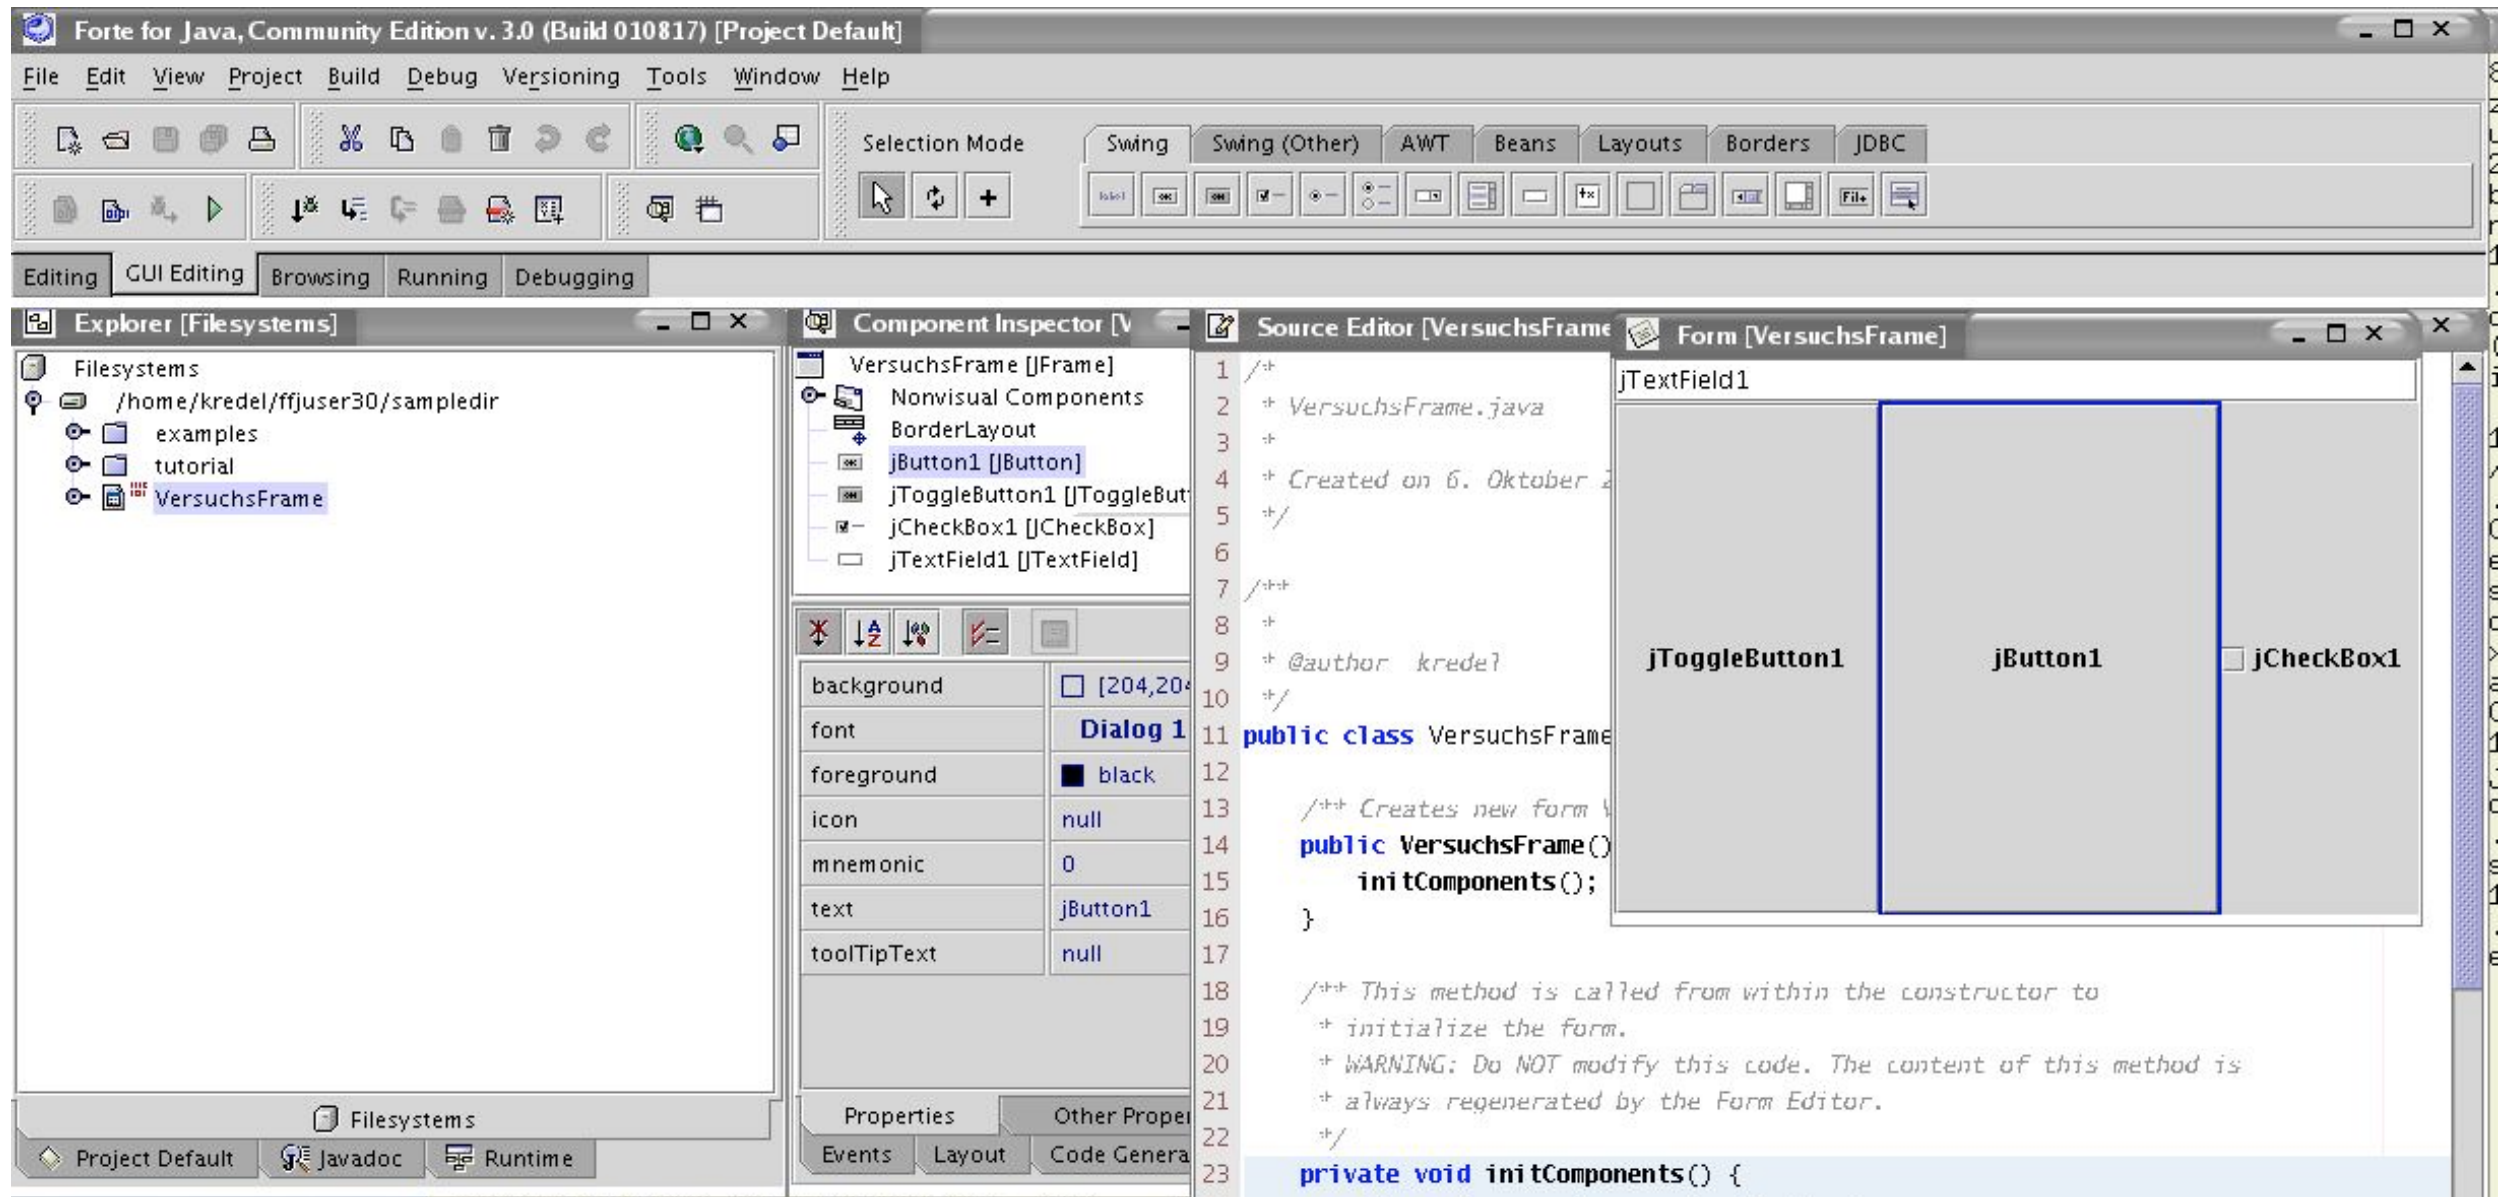 Forte for Java, Community Edition v. 3.0 (Build 010817) [Project Default]
File Edit View Project Build Debug Versioning Tools Window Help
Selection Mode
Swing Swing (Other) AWT Beans Layouts Borders JDBC
Editing GUI Editing Browsing Running Debugging
Explorer [Filesystems]
Filesystems
/home/kredel/ffjuser30/sampledir
examples
tutorial
VersuchsFrame
Filesystems
Project Default Javadoc Runtime
Component Inspector [V
VersuchsFrame [JFrame]
Nonvisual Components
BorderLayout
jButton1 [JButton]
jToggleButton1 [JToggleBut
jCheckBox1 [JCheckBox]
jTextField1 [JTextField]
background [204,204
font Dialog 1
foreground black
icon null
mnemonic 0
text jButton1
toolTipText null
Properties Other Proper
Events Layout Code Genera
Source Editor [VersuchsFrame
1 /*
2 * VersuchsFrame.java
3 *
4 * Created on 6. Oktober 2
5 */
6
7 /**
8 *
9 * @author kredel
10 */
11 public class VersuchsFrame
12
13 /** Creates new form V
14 public VersuchsFrame()
15 initComponents();
16 }
17
18 /** This method is called from within the constructor to
19 * initialize the form.
20 * WARNING: Do NOT modify this code. The content of this method is
21 * always regenerated by the Form Editor.
22 */
23 private void initComponents() {
Form [VersuchsFrame]
jTextField1
jToggleButton1 jButton1 jCheckBox1